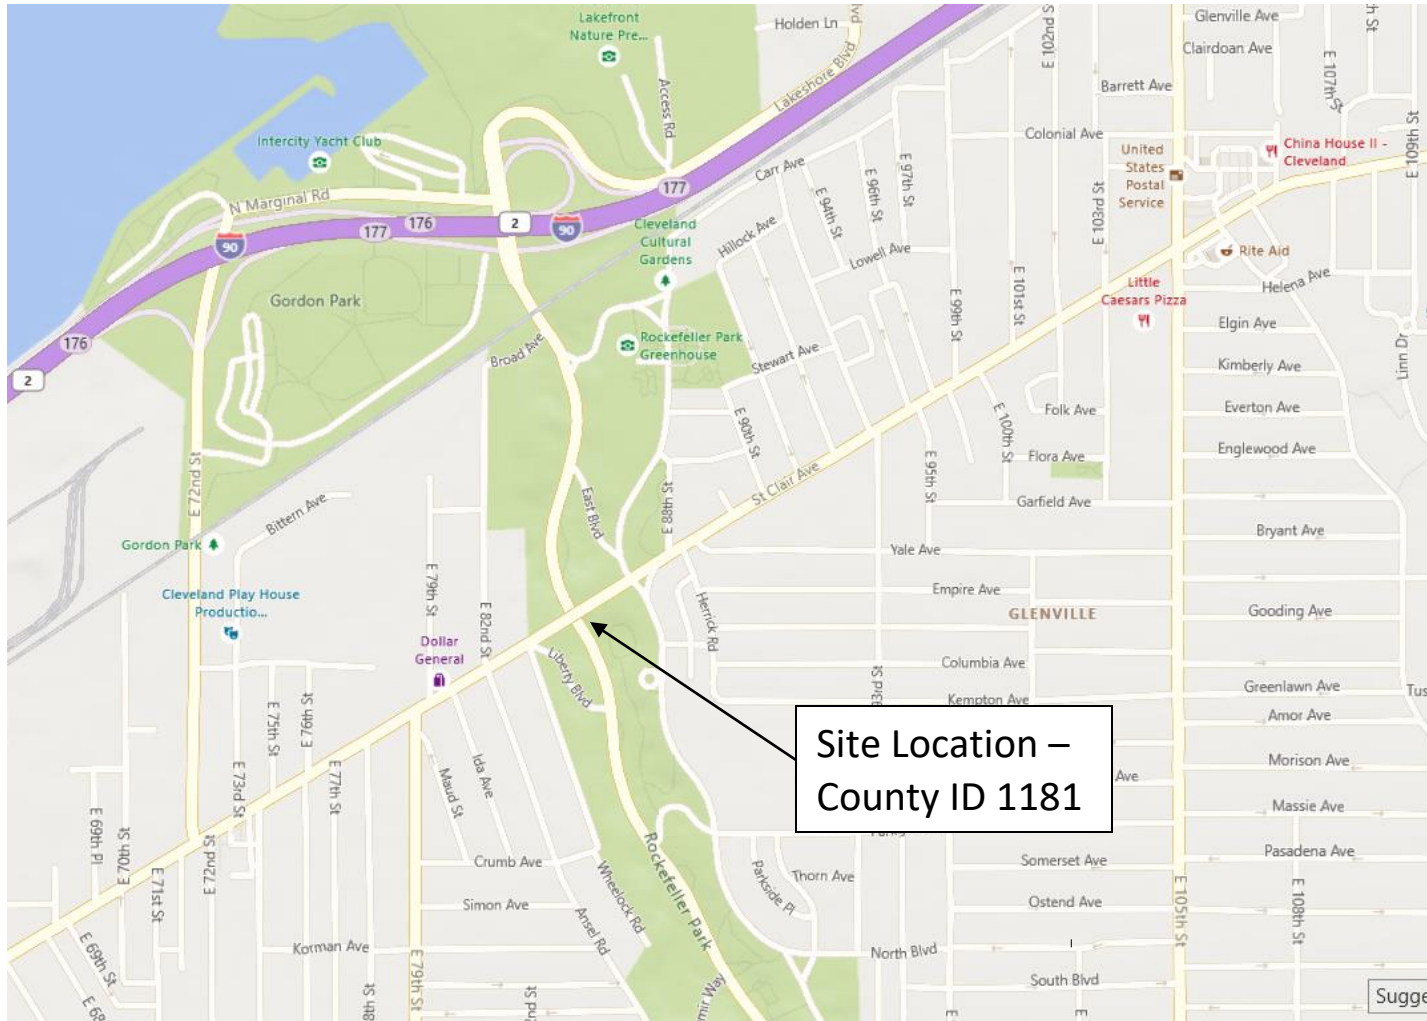 Lakefront
Nature Pre...
Holden Ln
Lakeshore Blvd
E 102nd St
Glenville Ave
Clairdoan Ave
E 107th St
Barrett Ave
Access Rd
Colonial Ave
United
States
Postal
Service
China House II -
Cleveland
E 109th St
Intercity Yacht Club
Carr Ave
E 97th St
E 96th St
E 94th St
E 103rd St
177
N Marginal Rd
176
177
2
90
90
Cleveland
Cultural
Gardens
Hillock Ave
Lowell Ave
Rite Aid
Helena Ave
Gordon Park
E 99th St
E 101st St
Little
Caesars Pizza
Elgin Ave
176
2
Broad Ave
Rockefeller Park
Greenhouse
Stewart Ave
Kimberly Ave
Linn Dr
E 90th St
E 100th St
Folk Ave
Everton Ave
Flora Ave
Englewood Ave
E 72nd St
St Clair Ave
E 95th St
Garfield Ave
Bittern Ave
East Blvd
E 88th St
Bryant Ave
Gordon Park
Yale Ave
E 79th St
Cleveland Play House
Productio...
Empire Ave
GLENVILLE
Gooding Ave
E 82nd St
Herrick Rd
Dollar
General
Liberty Blvd
Columbia Ave
93rd St
Kempton Ave
Greenlawn Ave
Tus
Amor Ave
E 75th St
E 76th St
E 77th St
E 73rd St
Ida Ave
Maud St
Site Location –
County ID 1181
Ave
Morison Ave
Massie Ave
E 69th Pl
E 70th St
E 71st St
E 72nd St
Crumb Ave
Rockefeller Park
Parkside Pl
Thorn Ave
Somerset Ave
Pasadena Ave
Simon Ave
Wheelock Rd
Ansel Rd
Ostend Ave
E 105th St
E 108th St
E 69th St
Korman Ave
E 79th St
North Blvd
South Blvd
Way
Sugge